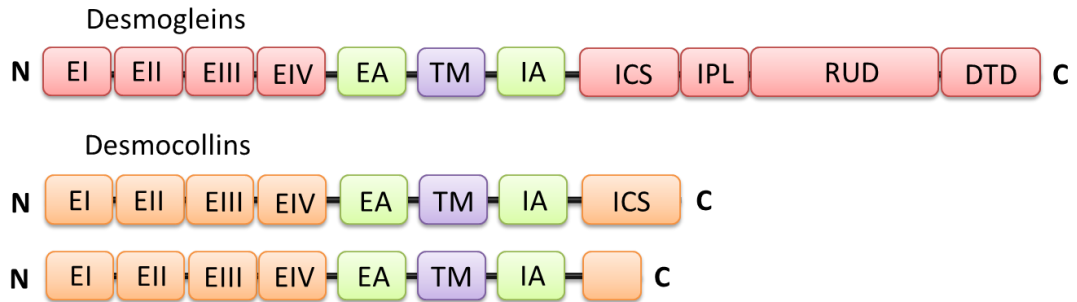 Desmogleins
N EI EII EIII EIV EA TM IA ICS IPL RUD DTD C
Desmocollins
N EI EII EIII EIV EA TM IA ICS C
N EI EII EIII EIV EA TM IA C